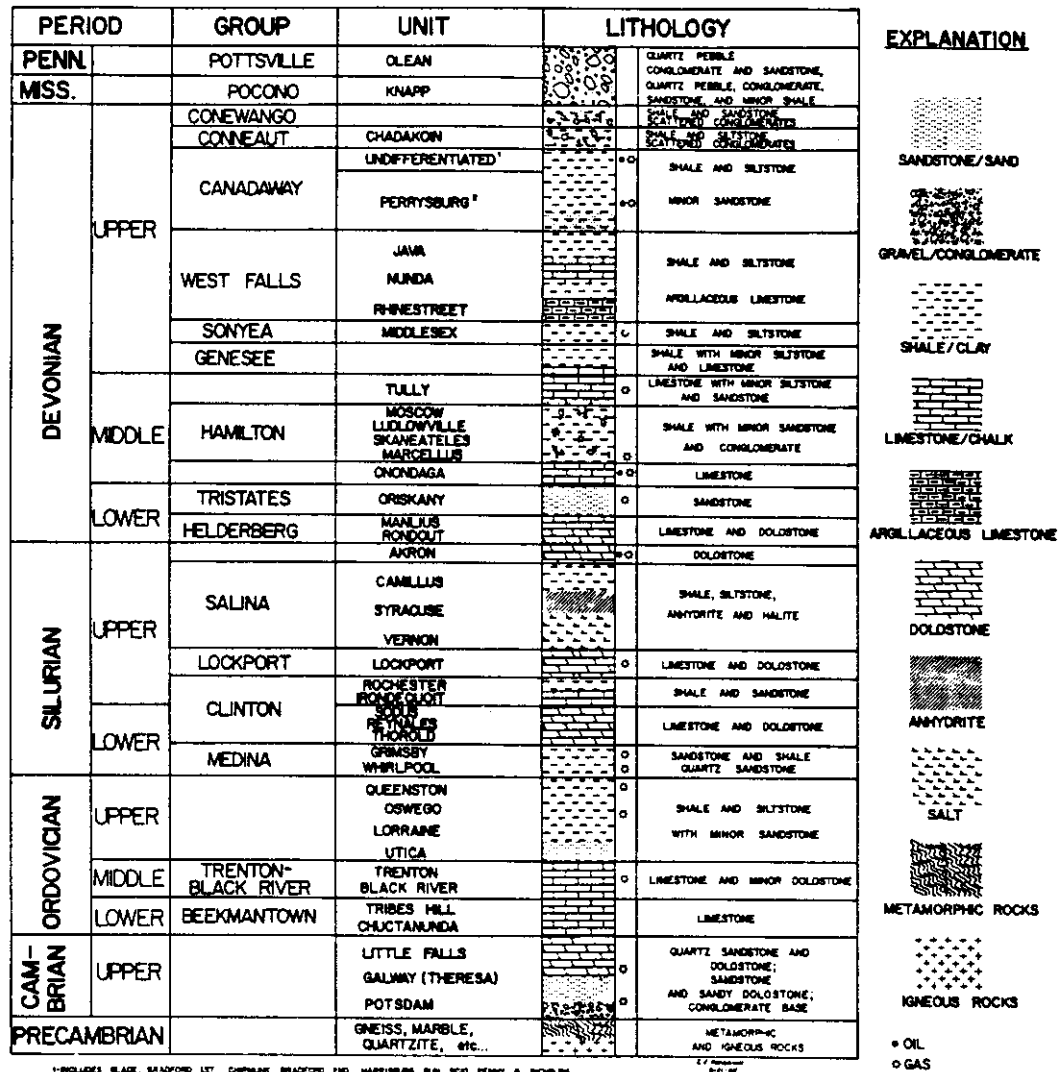 PERIOD GROUP UNIT LITHOLOGY
PENN. POTTSVILLE OLEAN QUARTZ PEBBLE
CONGLOMERATE AND SANDSTONE,
MISS. POCONO KNAPP QUARTZ PEBBLE, CONGLOMERATE,
SANDSTONE, AND MINOR SHALE
DEVONIAN
UPPER
CONEWANGO SHALE AND SANDSTONE
SCATTERED CONGLOMERATES
CONNEAUT CHADAKOIN SHALE AND SILTSTONE
SCATTERED CONGLOMERATES
CANADAWAY UNDIFFERENTIATED¹ SHALE AND SILTSTONE
PERRYSBURG² MINOR SANDSTONE
WEST FALLS JAVA SHALE AND SILTSTONE
NUNDA
RHINESTREET ARGILLACEOUS LIMESTONE
SONYEA MIDDLESEX SHALE AND SILTSTONE
GENESEE SHALE WITH MINOR SILTSTONE
AND LIMESTONE
MIDDLE
TULLY LIMESTONE WITH MINOR SILTSTONE
AND SANDSTONE
HAMILTON MOSCOW SHALE WITH MINOR SANDSTONE
LUDLOWVILLE
SKANEATELES AND CONGLOMERATE
MARCELLUS
ONONDAGA LIMESTONE
LOWER
TRISTATES ORISKANY SANDSTONE
HELDERBERG MANLIUS LIMESTONE AND DOLOSTONE
RONDOUT
SILURIAN
UPPER
AKRON DOLOSTONE
SALINA CAMILLUS SHALE, SILTSTONE,
SYRACUSE ANHYDRITE AND HALITE
VERNON
LOCKPORT LOCKPORT LIMESTONE AND DOLOSTONE
CLINTON ROCHESTER SHALE AND SANDSTONE
IRONDEQUOIT
LOWER
SODUS
REYNALES LIMESTONE AND DOLOSTONE
THOROLD
MEDINA GRIMSBY SANDSTONE AND SHALE
WHIRLPOOL QUARTZ SANDSTONE
ORDOVICIAN
UPPER
QUEENSTON
OSWEGO SHALE AND SILTSTONE
LORRAINE WITH MINOR SANDSTONE
UTICA
MIDDLE TRENTON- TRENTON LIMESTONE AND MINOR DOLOSTONE
BLACK RIVER BLACK RIVER
LOWER BEEKMANTOWN TRIBES HILL LIMESTONE
CHUCTANUNDA
CAM-
BRIAN
UPPER
LITTLE FALLS QUARTZ SANDSTONE AND
DOLOSTONE;
GALWAY (THERESA) SANDSTONE
AND SANDY DOLOSTONE;
POTSDAM CONGLOMERATE BASE
PRECAMBRIAN GNEISS, MARBLE, METAMORPHIC
QUARTZITE, etc... AND IGNEOUS ROCKS
EXPLANATION
SANDSTONE/SAND
GRAVEL/CONGLOMERATE
SHALE/CLAY
LIMESTONE/CHALK
ARGILLACEOUS LIMESTONE
DOLOSTONE
ANHYDRITE
SALT
METAMORPHIC ROCKS
IGNEOUS ROCKS
• OIL
○ GAS